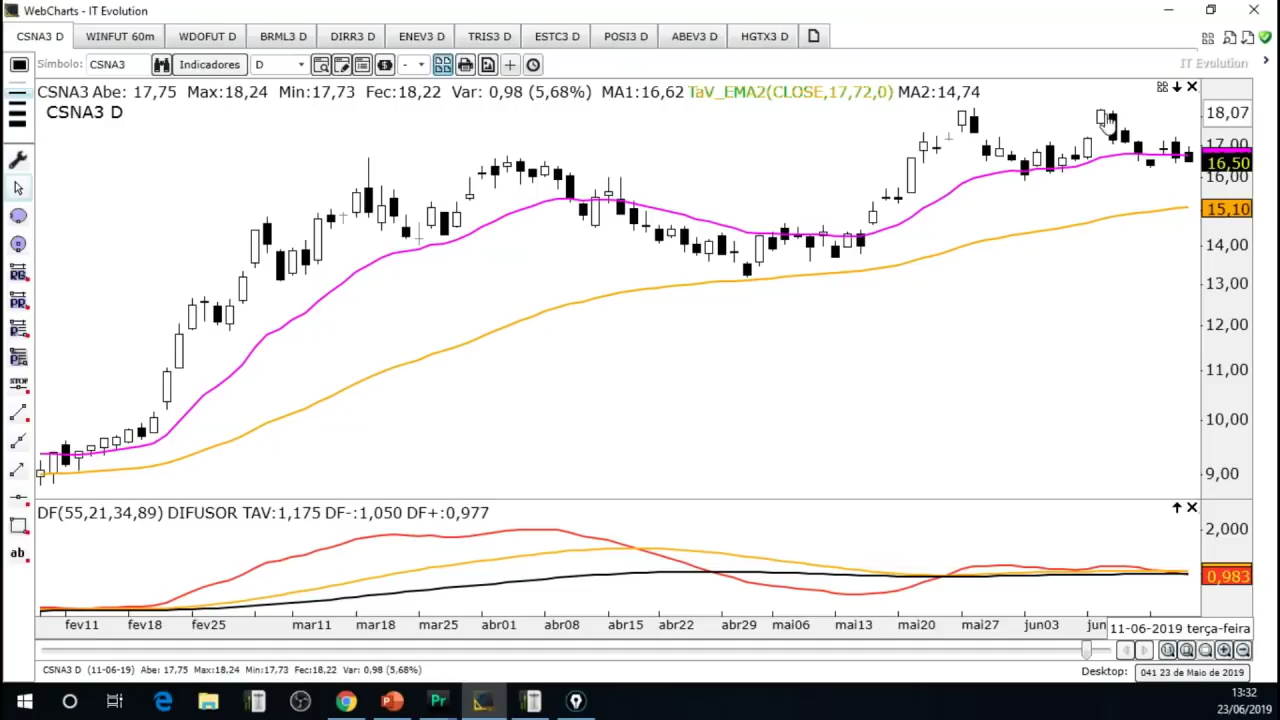 WebCharts - IT Evolution
CSNA3 D WINFUT 60m WDOFUT D BRML3 D DIRR3 D ENEV3 D TRIS3 D ESTC3 D POSI3 D ABEV3 D HGTX3 D
Símbolo: CSNA3 Indicadores D -
IT Evolution
CSNA3 Abe: 17,75 Max:18,24 Min:17,73 Fec:18,22 Var: 0,98 (5,68%) MA1:16,62 TaV_EMA2(CLOSE,17,72,0) MA2:14,74
CSNA3 D
18,07
17,00
16,50
16,00
15,10
14,00
13,00
12,00
11,00
10,00
9,00
RG
PR
STOP
ab
DF(55,21,34,89) DIFUSOR TAV:1,175 DF-:1,050 DF+:0,977
2,000
0,983
fev11 fev18 fev25 mar11 mar18 mar25 abr01 abr08 abr15 abr22 abr29 mai06 mai13 mai20 mai27 jun03 jun 11-06-2019 terça-feira
CSNA3 D (11-06-19) Abe: 17,75 Max:18,24 Min:17,73 Fec:18,22 Var: 0,98 (5,68%)
Desktop: 041 23 de Maio de 2019
Pr
13:32
23/06/2019